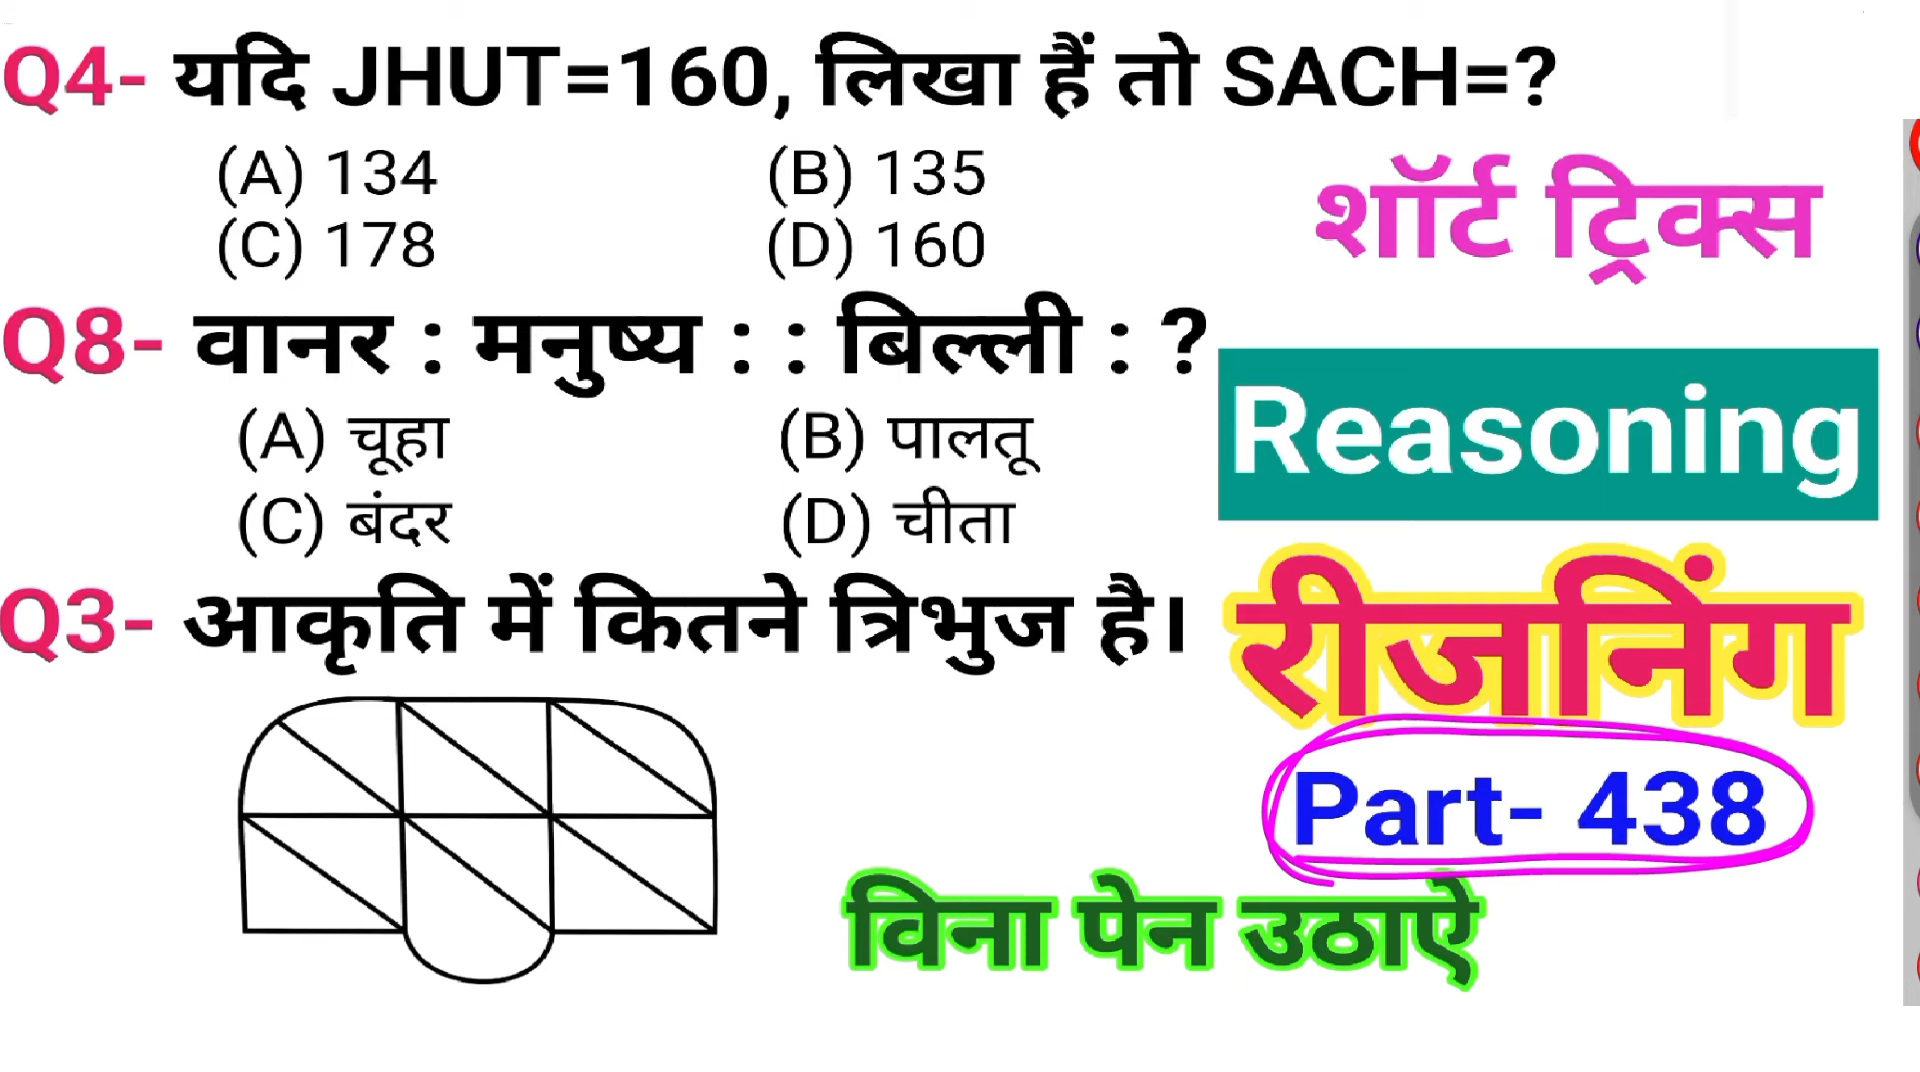 Q4- यदि JHUT=160, लिखा हैं तो SACH=?
(A) 134 (B) 135
(C) 178 (D) 160
शॉर्ट ट्रिक्स
Q8- वानर : मनुष्य : : बिल्ली : ?
(A) चूहा (B) पालतू
(C) बंदर (D) चीता
Reasoning
Q3- आकृति में कितने त्रिभुज है।
रीजनिंग
Part- 438
विना पेन उठाऐ